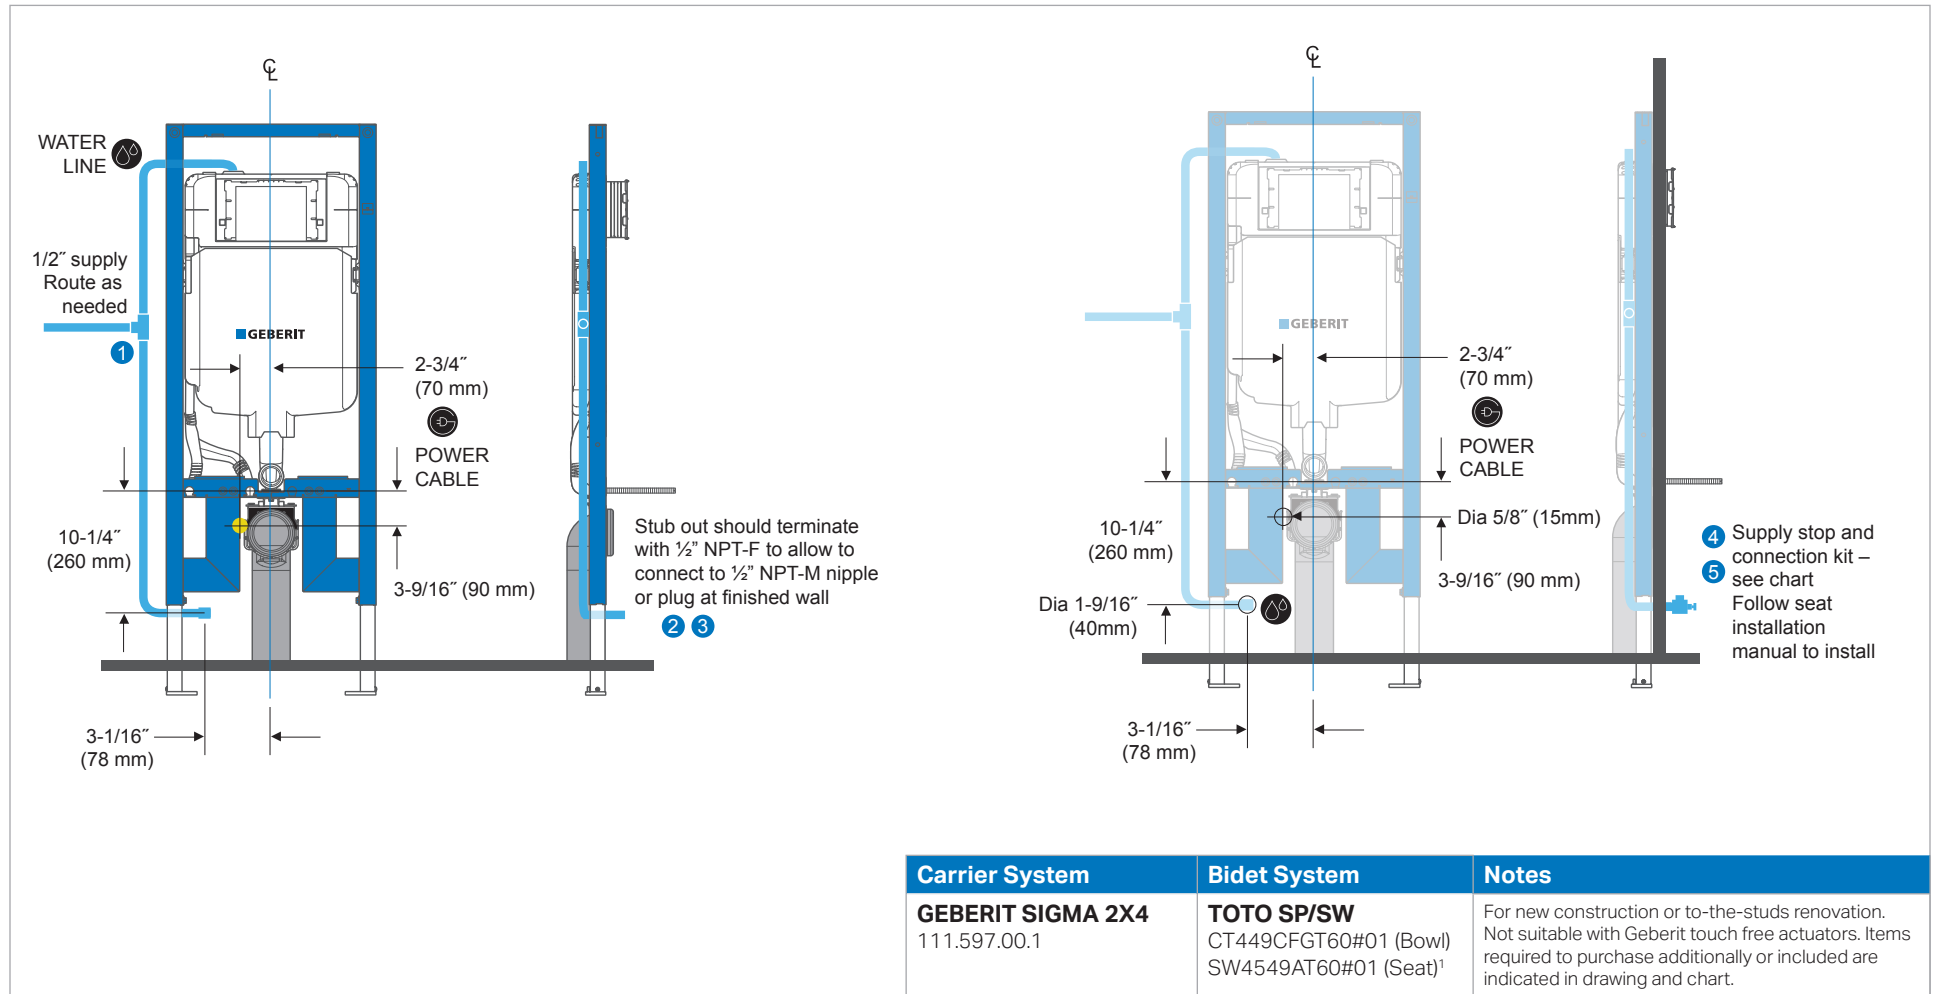 ℄
WATER
LINE
1/2˝ supply
Route as
needed
1
GEBERIT
2-3/4˝
(70 mm)
POWER
CABLE
10-1/4˝
(260 mm)
3-9/16˝ (90 mm)
Stub out should terminate
with ½” NPT-F to allow to
connect to ½” NPT-M nipple
or plug at finished wall
2 3
3-1/16˝
(78 mm)
℄
GEBERIT
2-3/4˝
(70 mm)
POWER
CABLE
10-1/4˝
(260 mm)
Dia 5/8” (15mm)
3-9/16” (90 mm)
Dia 1-9/16”
(40mm)
4 Supply stop and
connection kit –
5 see chart
Follow seat
installation
manual to install
3-1/16˝
(78 mm)
Carrier System
Bidet System
Notes
GEBERIT SIGMA 2X4
111.597.00.1
TOTO SP/SW
CT449CFGT60#01 (Bowl)
SW4549AT60#01 (Seat)¹
For new construction or to-the-studs renovation.
Not suitable with Geberit touch free actuators. Items
required to purchase additionally or included are
indicated in drawing and chart.